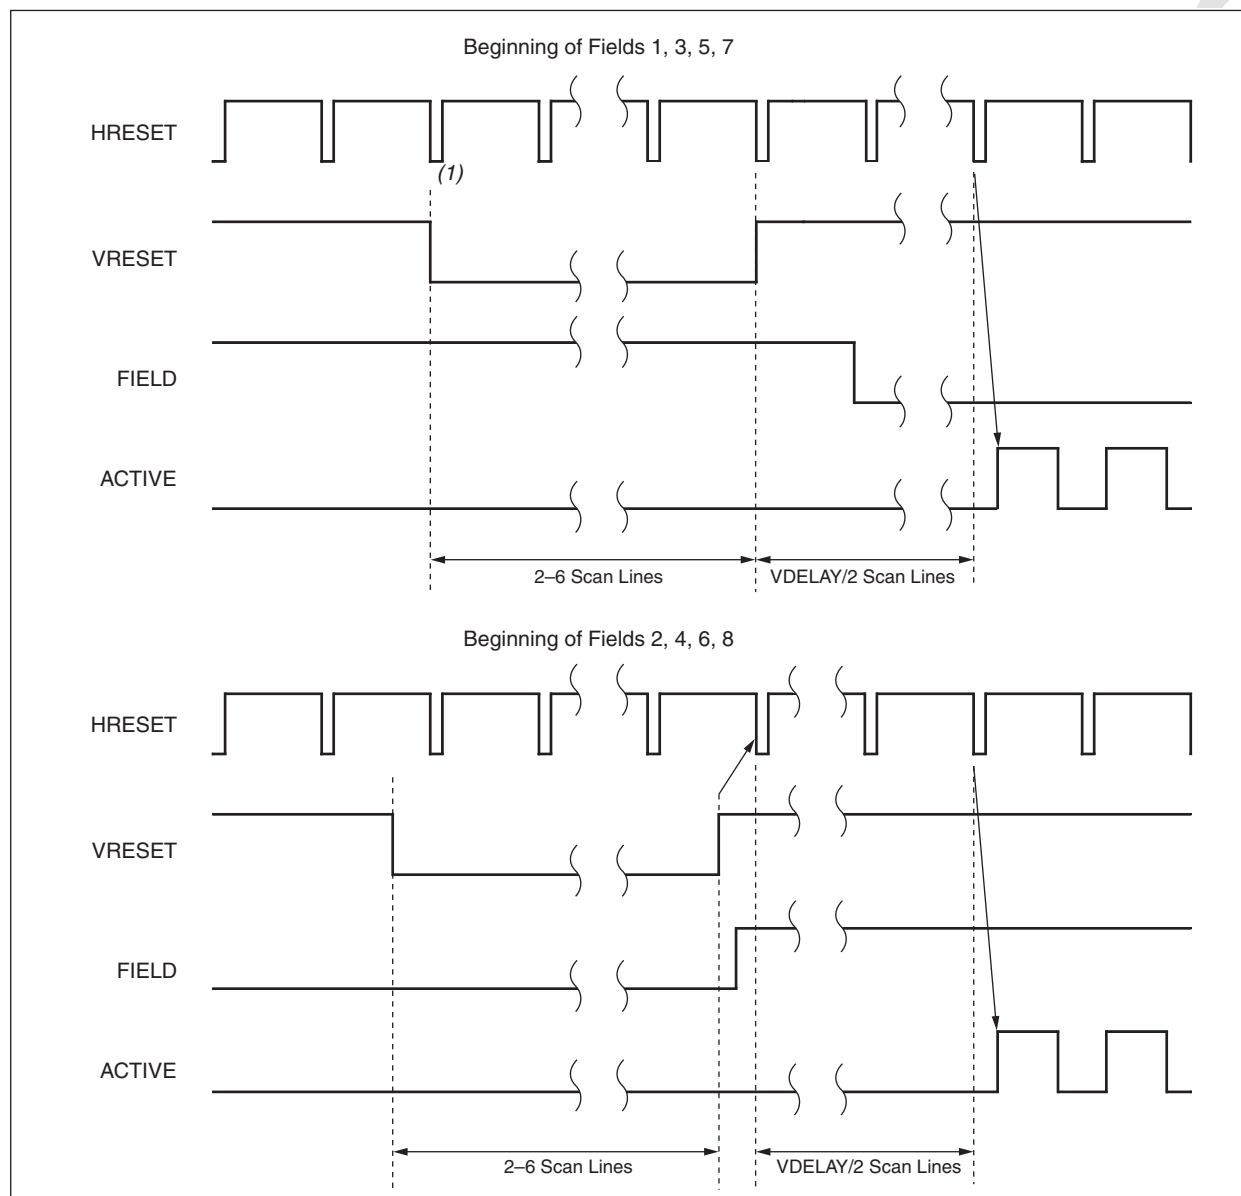 Beginning of Fields 1, 3, 5, 7
HRESET
(1)
VRESET
FIELD
ACTIVE
2–6 Scan Lines
VDELAY/2 Scan Lines
Beginning of Fields 2, 4, 6, 8
HRESET
VRESET
FIELD
ACTIVE
2–6 Scan Lines
VDELAY/2 Scan Lines